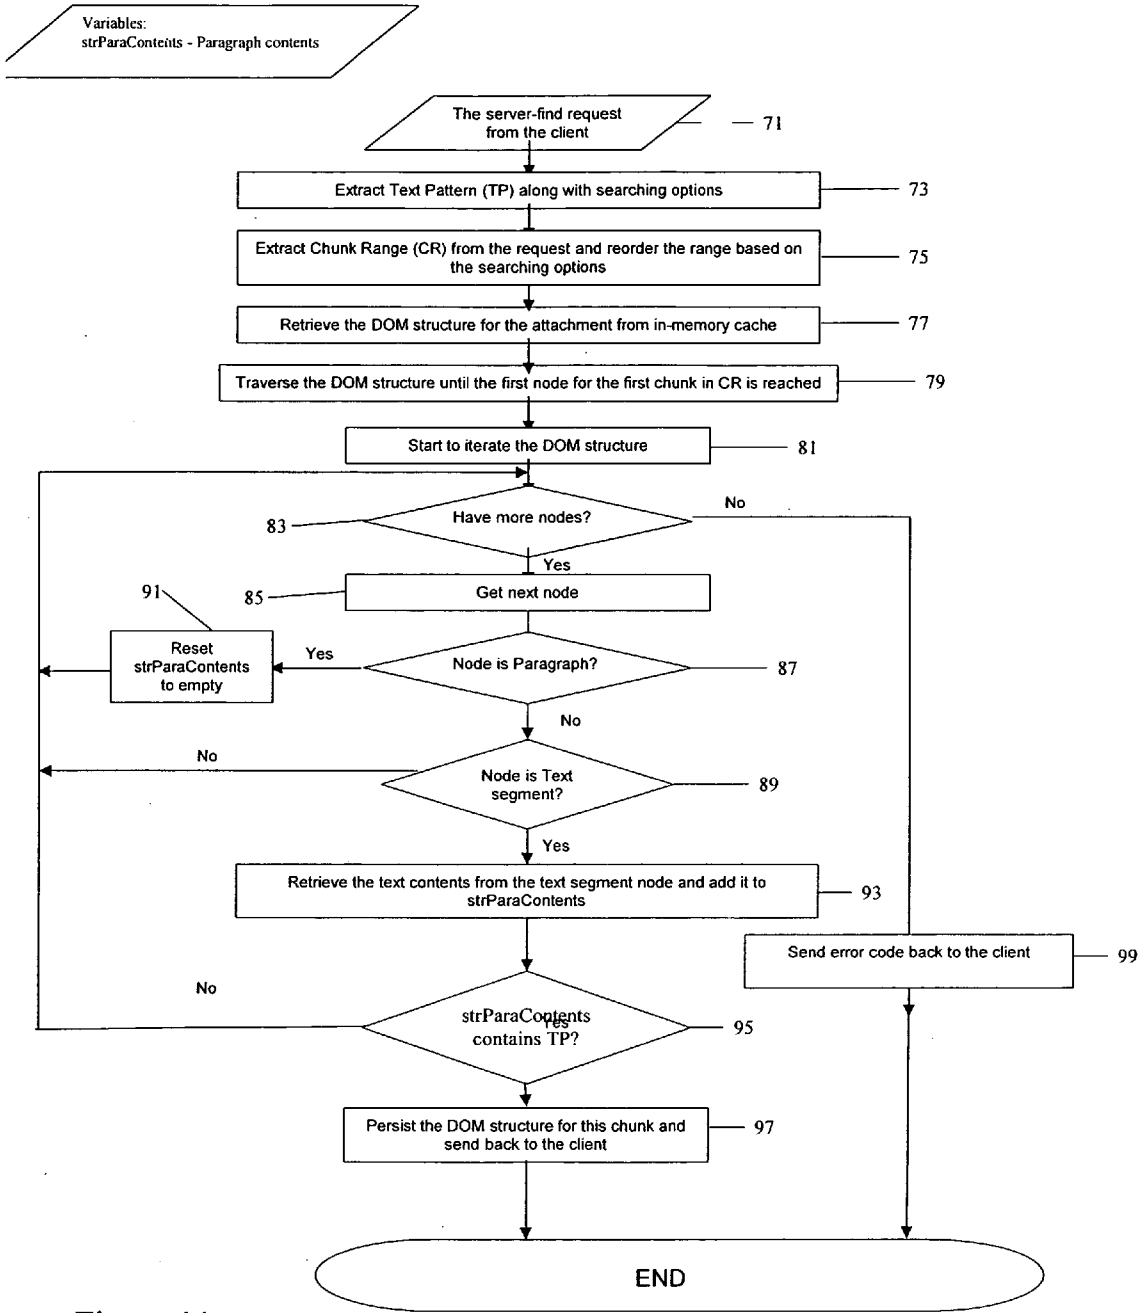 Variables:
strParaContents - Paragraph contents
The server-find request
from the client
71
Extract Text Pattern (TP) along with searching options
73
Extract Chunk Range (CR) from the request and reorder the range based on
the searching options
75
Retrieve the DOM structure for the attachment from in-memory cache
77
Traverse the DOM structure until the first node for the first chunk in CR is reached
79
Start to iterate the DOM structure
81
No
Have more nodes?
83
Yes
Get next node
85
91
Reset
strParaContents
to empty
Yes
Node is Paragraph?
87
No
No
Node is Text
segment?
89
Yes
Retrieve the text contents from the text segment node and add it to
strParaContents
93
Send error code back to the client
99
No
strParaContents
Yes
contains TP?
95
Persist the DOM structure for this chunk and
send back to the client
97
END